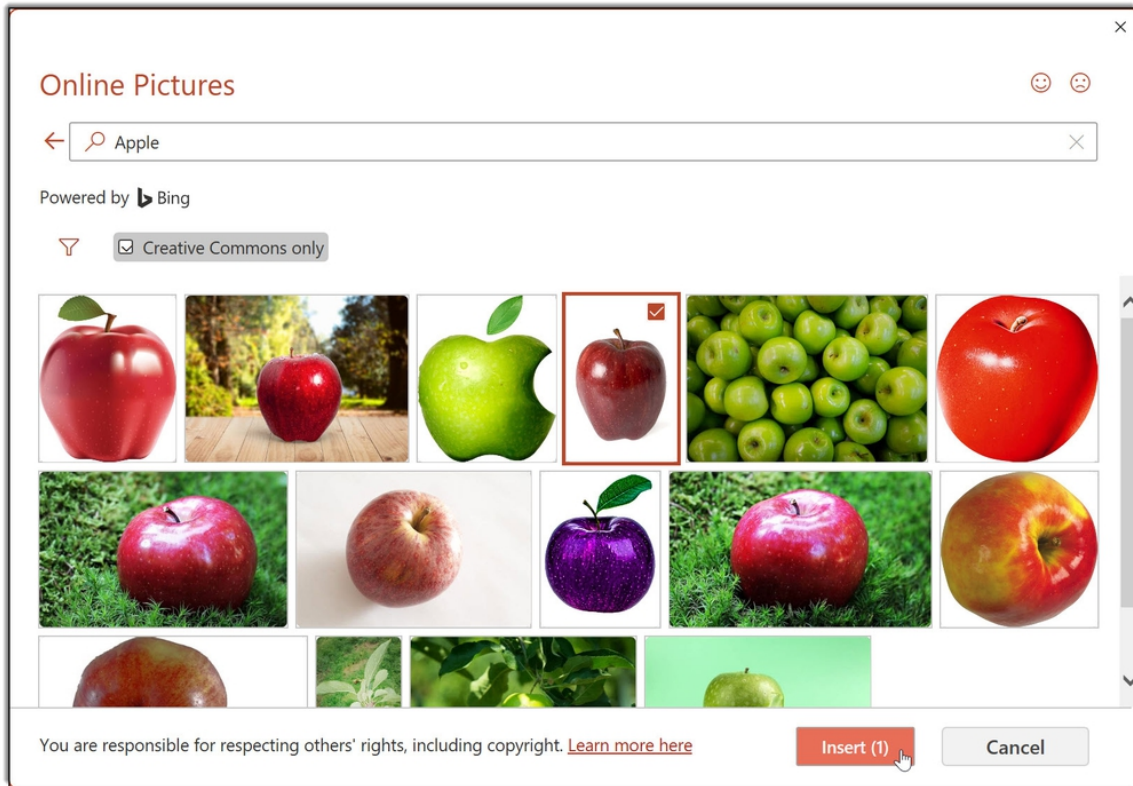 Online Pictures
Apple
Powered by Bing
Creative Commons only
You are responsible for respecting others' rights, including copyright. Learn more here
Insert (1)
Cancel